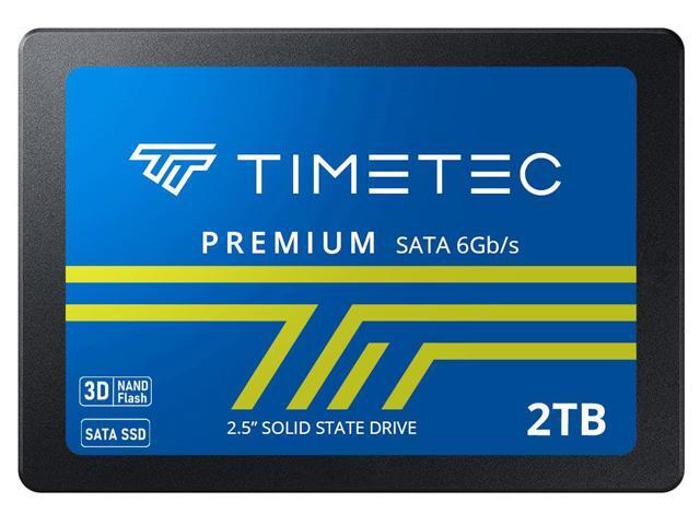 TIMETEC
PREMIUM SATA 6Gb/s
3D NAND Flash
SATA SSD
2.5” SOLID STATE DRIVE
2TB